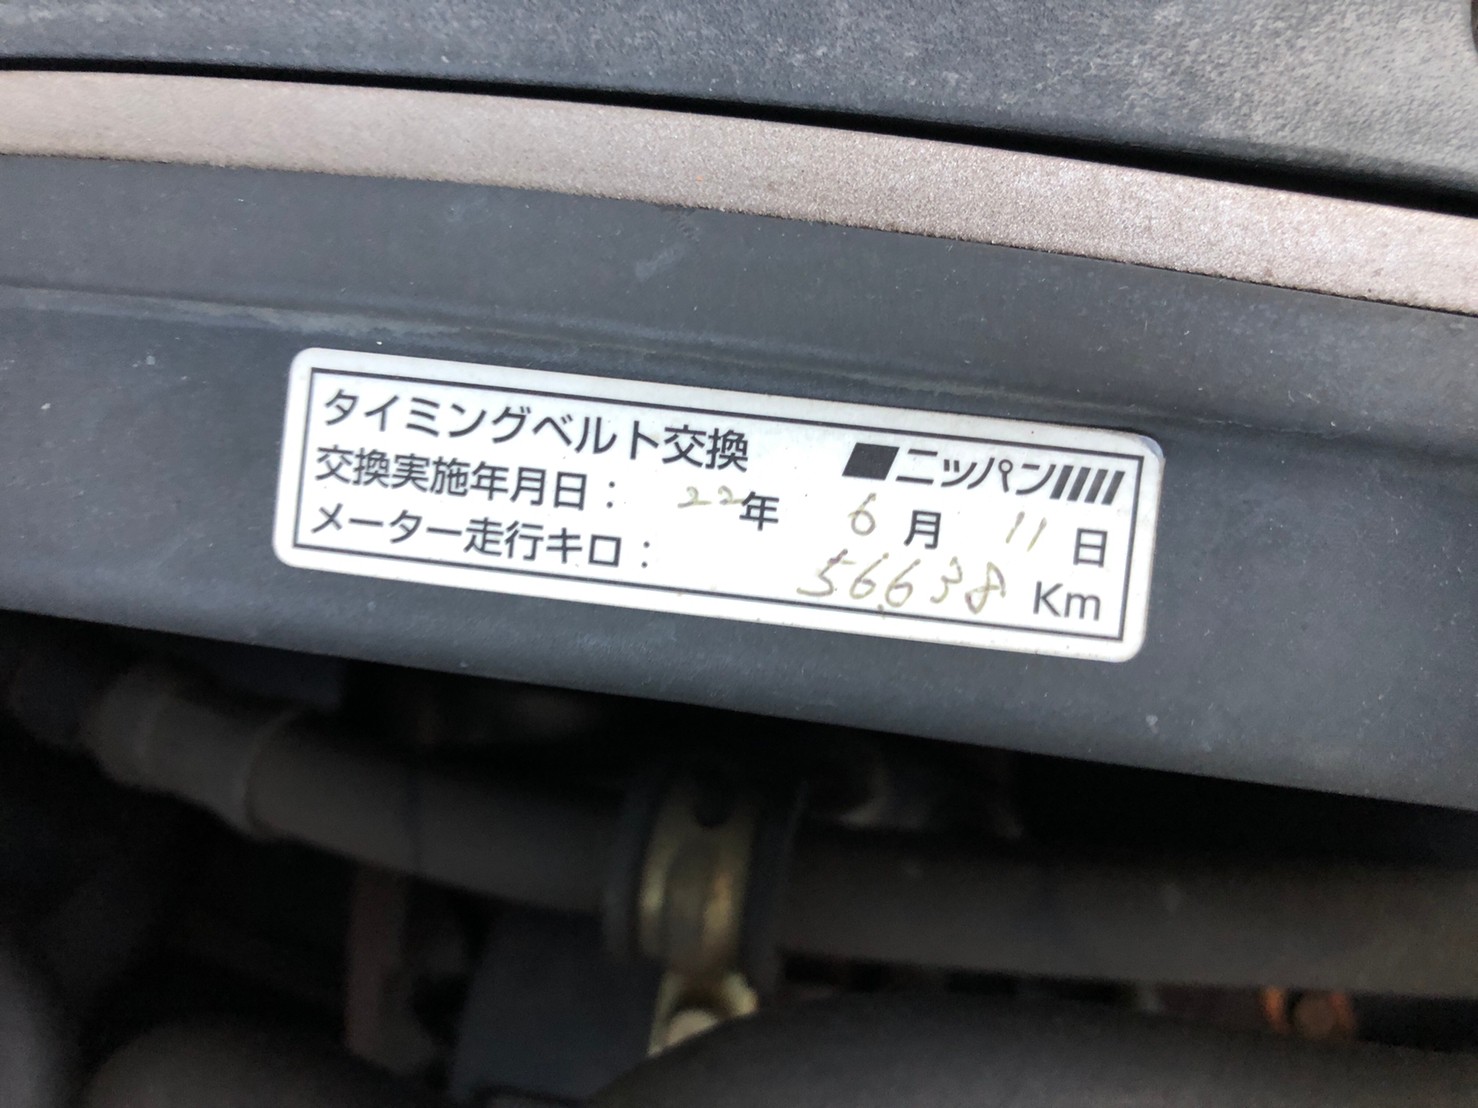 タイミングベルト交換 ニッパン
交換実施年月日： 22年 6月 11日
メーター走行キロ： 56638 Km